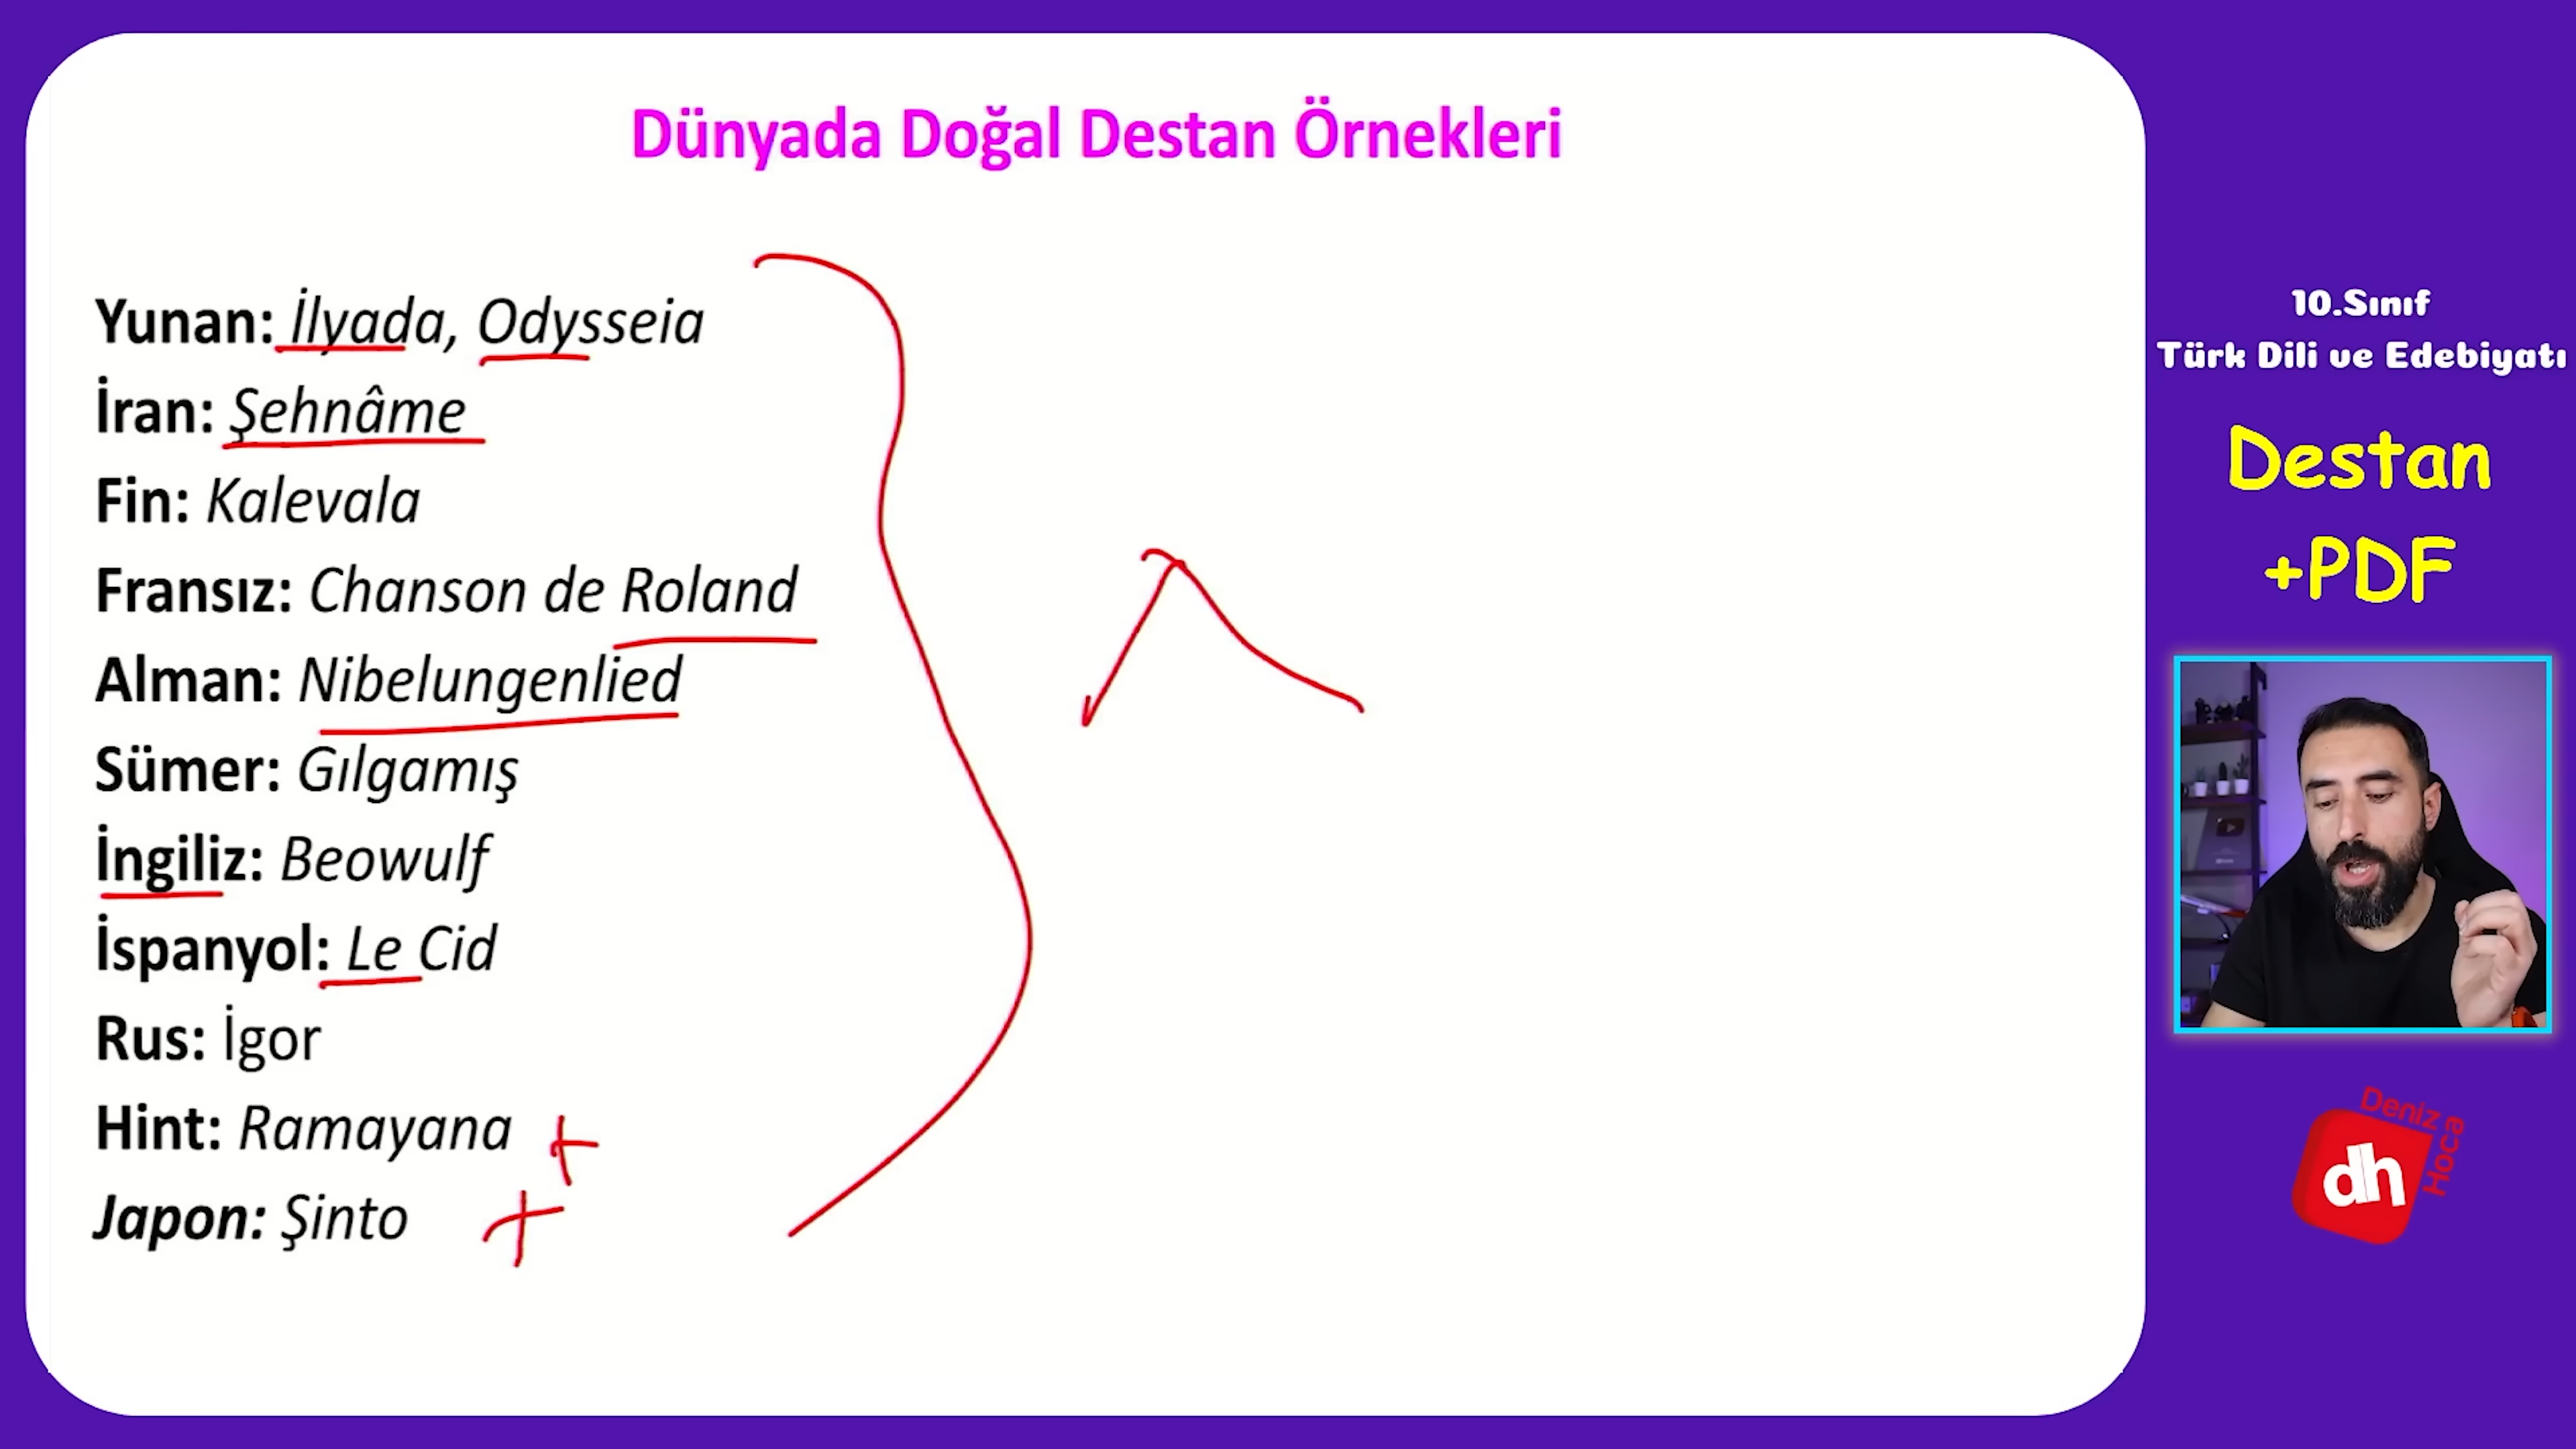 Dünyada Doğal Destan Örnekleri
Yunan: İlyada, Odysseia
İran: Şehnâme
Fin: Kalevala
Fransız: Chanson de Roland
Alman: Nibelungenlied
Sümer: Gılgamış
İngiliz: Beowulf
İspanyol: Le Cid
Rus: İgor
Hint: Ramayana +
Japon: Şinto +
10.Sınıf
Türk Dili ve Edebiyatı
Destan
+PDF
Deniz
Hoca
dh